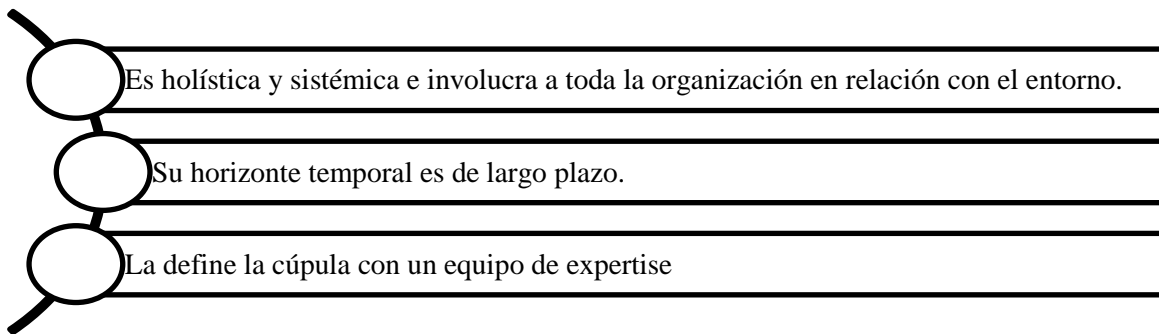 Es holística y sistémica e involucra a toda la organización en relación con el entorno.
Su horizonte temporal es de largo plazo.
La define la cúpula con un equipo de expertise